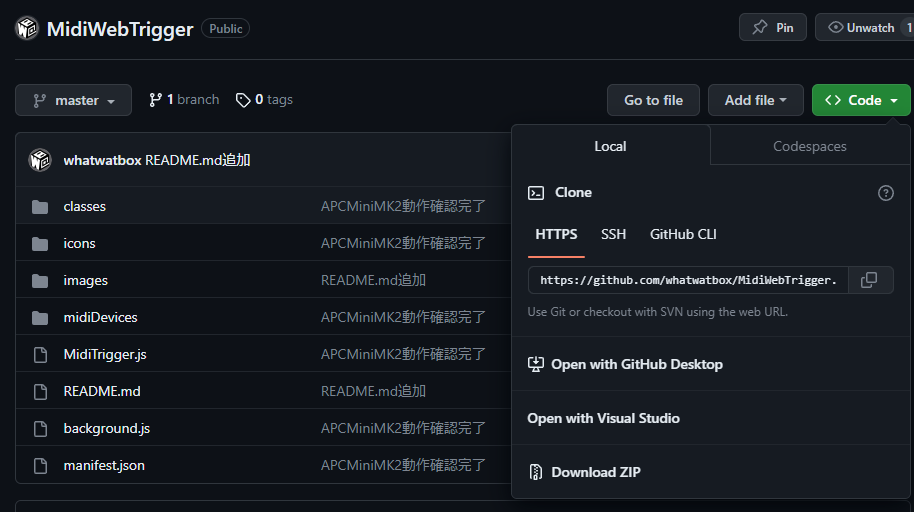 MidiWebTrigger Public Pin Unwatch 1
master 1 branch 0 tags Go to file Add file Code
whatwatbox README.md追加
classes APCMiniMK2動作確認完了
icons APCMiniMK2動作確認完了
images README.md追加
midiDevices APCMiniMK2動作確認完了
MidiTrigger.js APCMiniMK2動作確認完了
README.md README.md追加
background.js APCMiniMK2動作確認完了
manifest.json APCMiniMK2動作確認完了
Local Codespaces
Clone
HTTPS SSH GitHub CLI
https://github.com/whatwatbox/MidiWebTrigger.
Use Git or checkout with SVN using the web URL.
Open with GitHub Desktop
Open with Visual Studio
Download ZIP